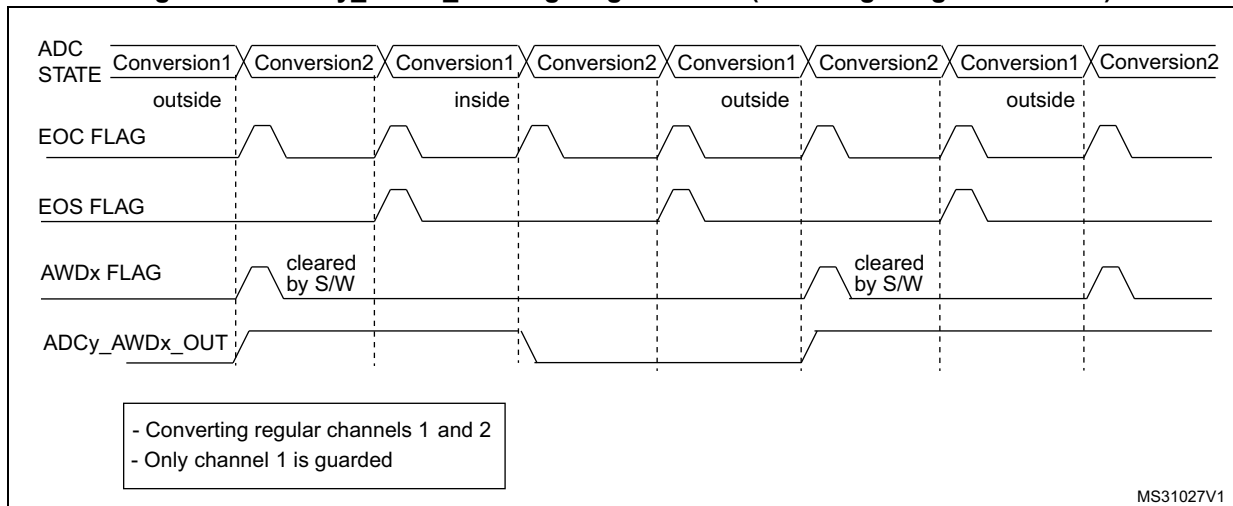 ADC
STATE Conversion1 Conversion2 Conversion1 Conversion2 Conversion1 Conversion2 Conversion1 Conversion2
outside inside outside outside
EOC FLAG
EOS FLAG
AWDx FLAG cleared by S/W cleared by S/W
ADCy_AWDx_OUT
- Converting regular channels 1 and 2
- Only channel 1 is guarded
MS31027V1